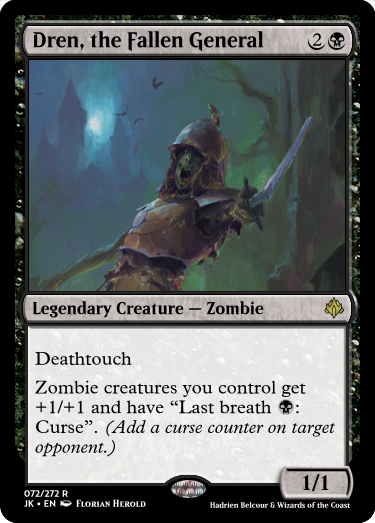 Dren, the Fallen General 2
Legendary Creature — Zombie
Deathtouch
Zombie creatures you control get
+1/+1 and have “Last breath :
Curse”. (Add a curse counter on target
opponent.)
1/1
072/272 R
JK • EN Florian Herold
Hadrien Belcour & Wizards of the Coast